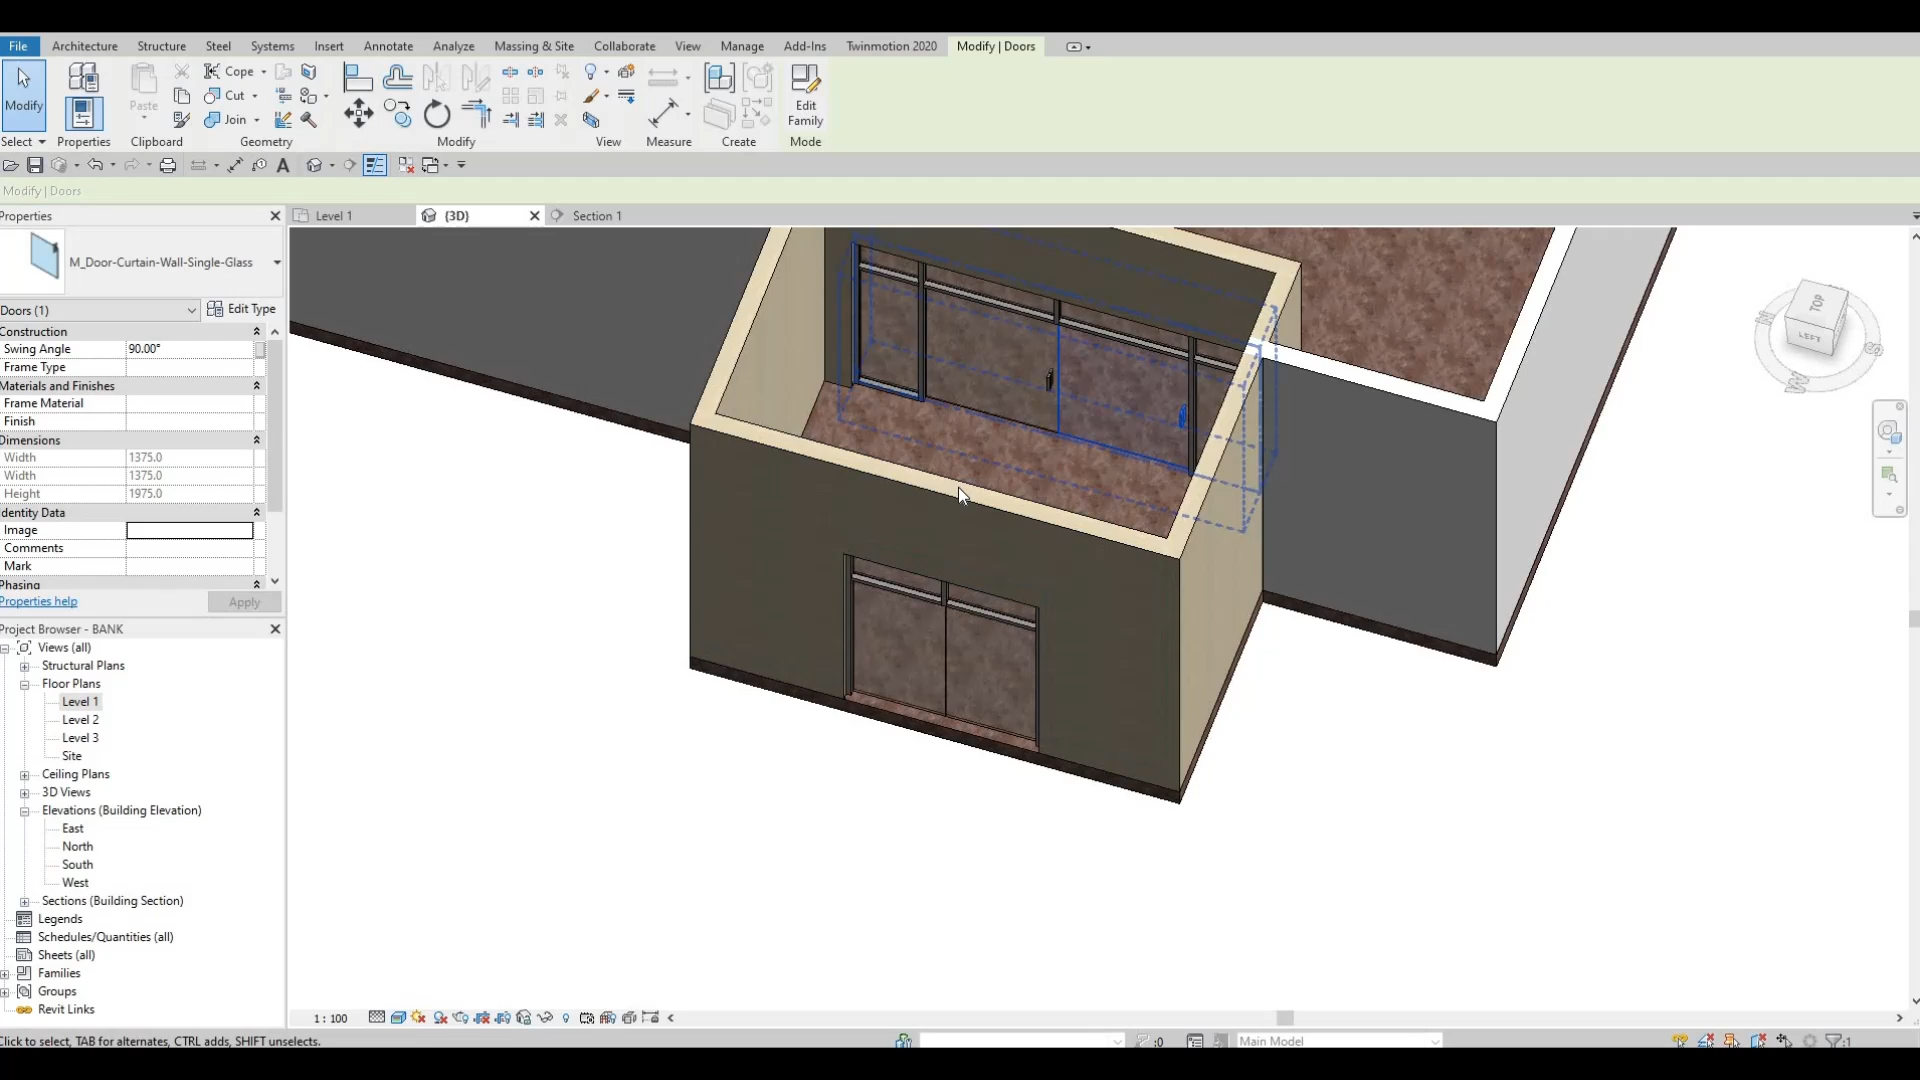 File Architecture Structure Steel Systems Insert Annotate Analyze Massing & Site Collaborate View Manage Add-Ins Twinmotion 2020 Modify | Doors
Modify
Paste
Cope
Cut
Join
Edit
Family
Select Properties Clipboard Geometry Modify View Measure Create Mode
Modify | Doors
Properties
Level 1 {3D} Section 1
M_Door-Curtain-Wall-Single-Glass
Doors (1) Edit Type
Construction
Swing Angle 90.00°
Frame Type
Materials and Finishes
Frame Material
Finish
Dimensions
Width 1375.0
Width 1375.0
Height 1975.0
Identity Data
Image
Comments
Mark
Phasing
Properties help Apply
Project Browser - BANK
Views (all)
Structural Plans
Floor Plans
Level 1
Level 2
Level 3
Site
Ceiling Plans
3D Views
Elevations (Building Elevation)
East
North
South
West
Sections (Building Section)
Legends
Schedules/Quantities (all)
Sheets (all)
Families
Groups
Revit Links
TOP
LEFT
N
S
W
1 : 100
Click to select, TAB for alternates, CTRL adds, SHIFT unselects.
:0
Main Model
:1